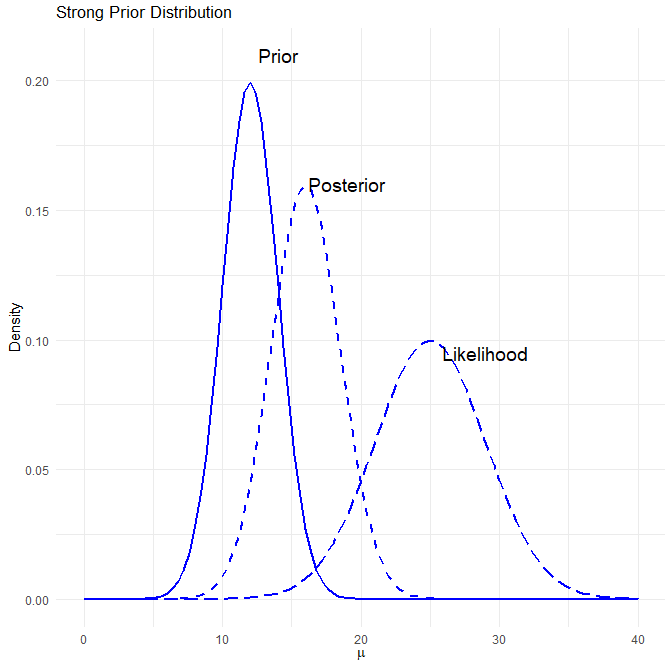 Strong Prior Distribution
Prior
0.20
Posterior
0.15
Likelihood
0.10
Density
0.05
0.00
0 10 20 30 40
μ